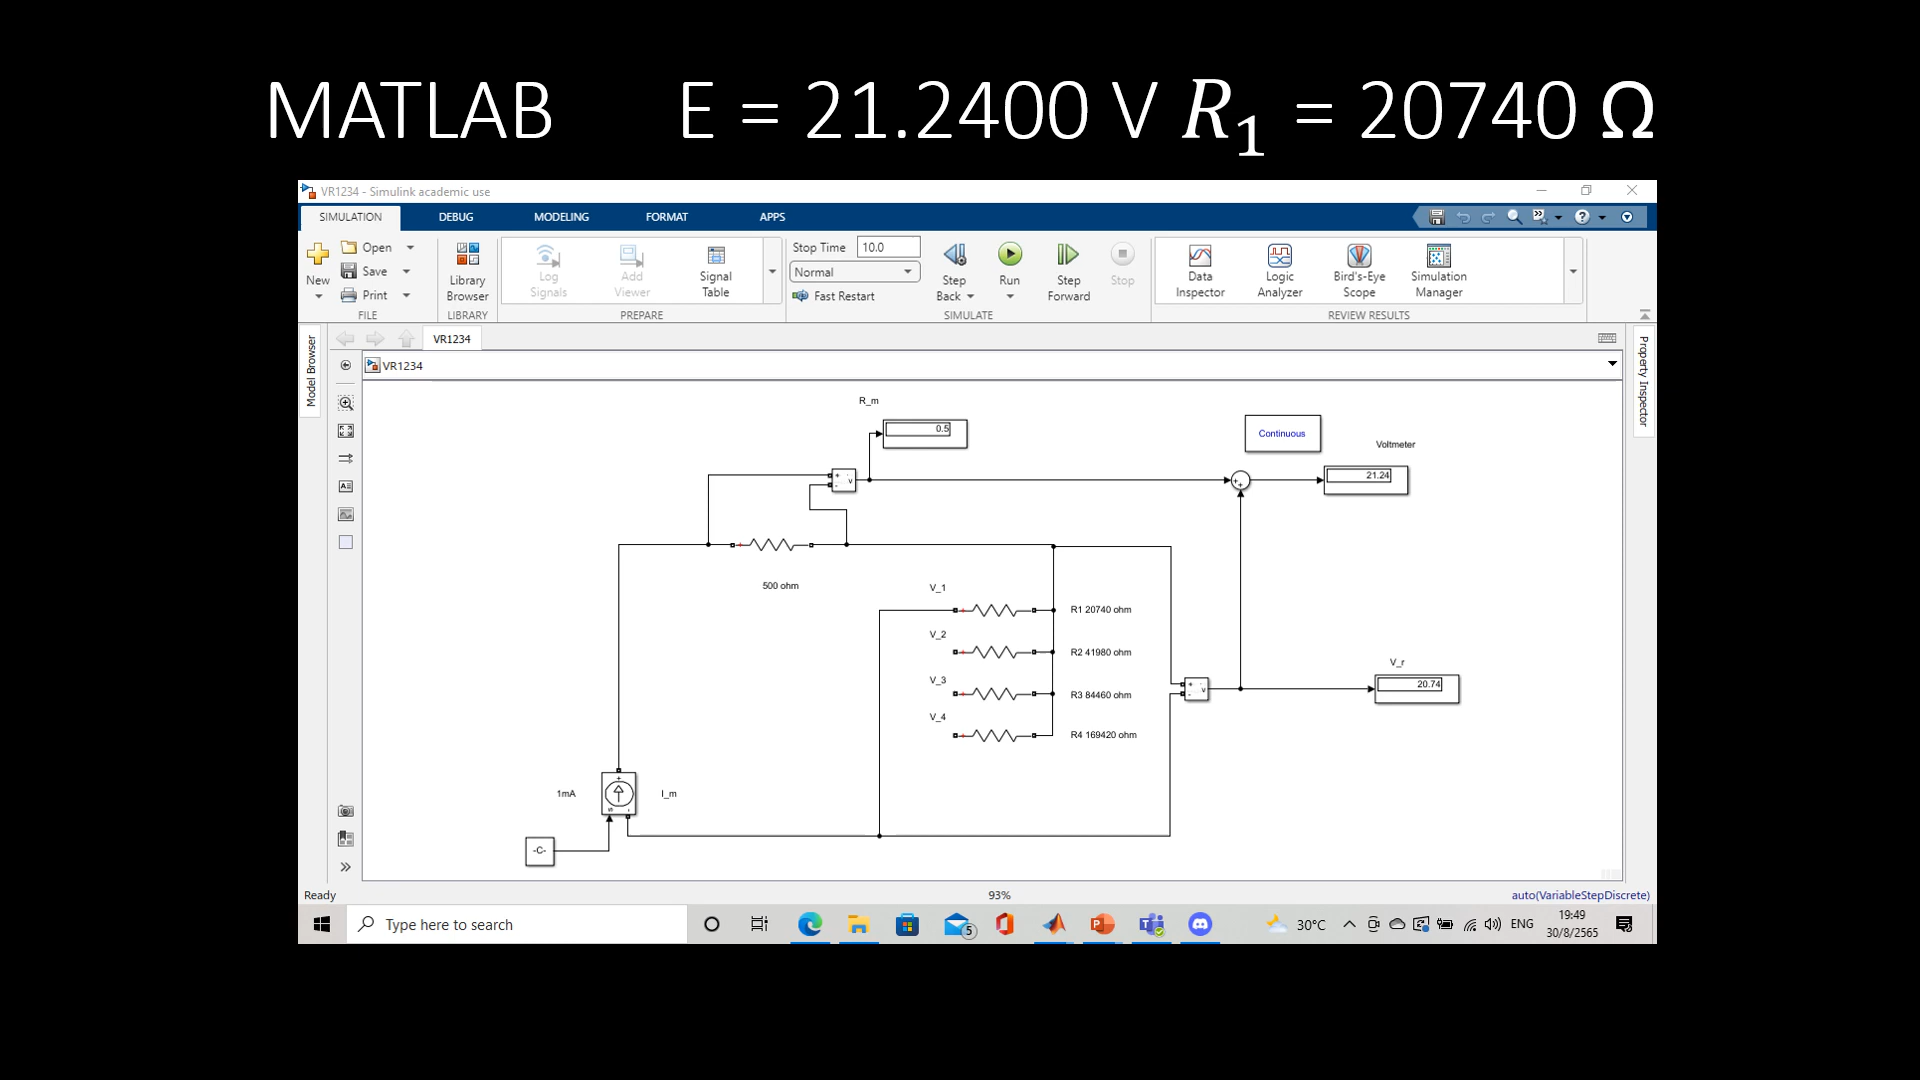 MATLAB E = 21.2400 V R₁ = 20740 Ω
VR1234 - Simulink academic use
SIMULATION DEBUG MODELING FORMAT APPS
New
Open
Save
Print
FILE
Library
Browser
LIBRARY
Log
Signals
Add
Viewer
Signal
Table
PREPARE
Stop Time 10.0
Normal
Fast Restart
Step
Back
Run
Step
Forward
Stop
SIMULATE
Data
Inspector
Logic
Analyzer
Bird's-Eye
Scope
Simulation
Manager
REVIEW RESULTS
Model Browser
VR1234
VR1234
Property Inspector
R_m
0.5
Continuous
Voltmeter
21.24
500 ohm
V_1
R1 20740 ohm
V_2
R2 41980 ohm
V_3
R3 84460 ohm
V_4
R4 169420 ohm
V_r
20.74
1mA
I_m
-C-
Ready 93% auto(VariableStepDiscrete)
Type here to search
5
30°C
ENG
19:49
30/8/2565